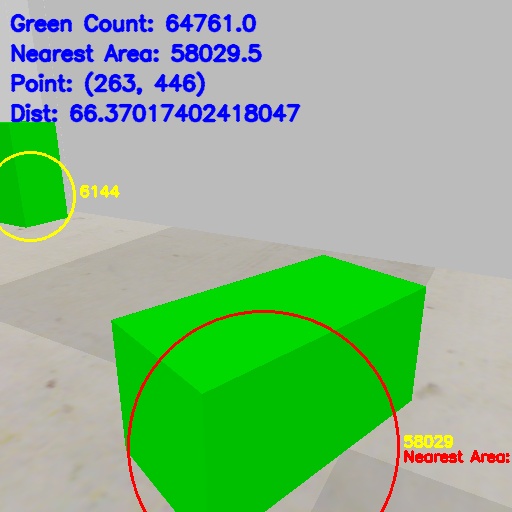 Green Count: 64761.0
Nearest Area: 58029.5
Point: (263, 446)
Dist: 66.37017402418047
6144
58029
Nearest Area: